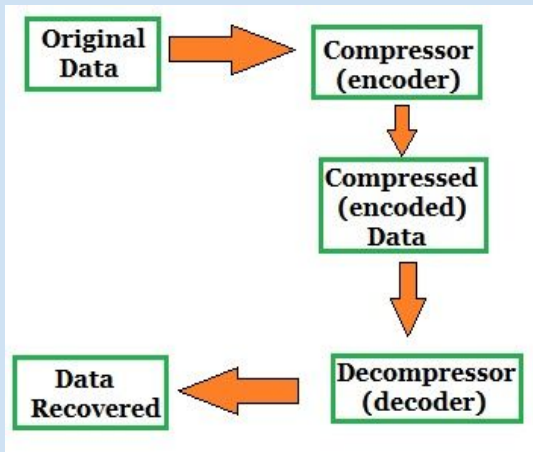 Original
Data
Compressor
(encoder)
Compressed
(encoded)
Data
Decompressor
(decoder)
Data
Recovered